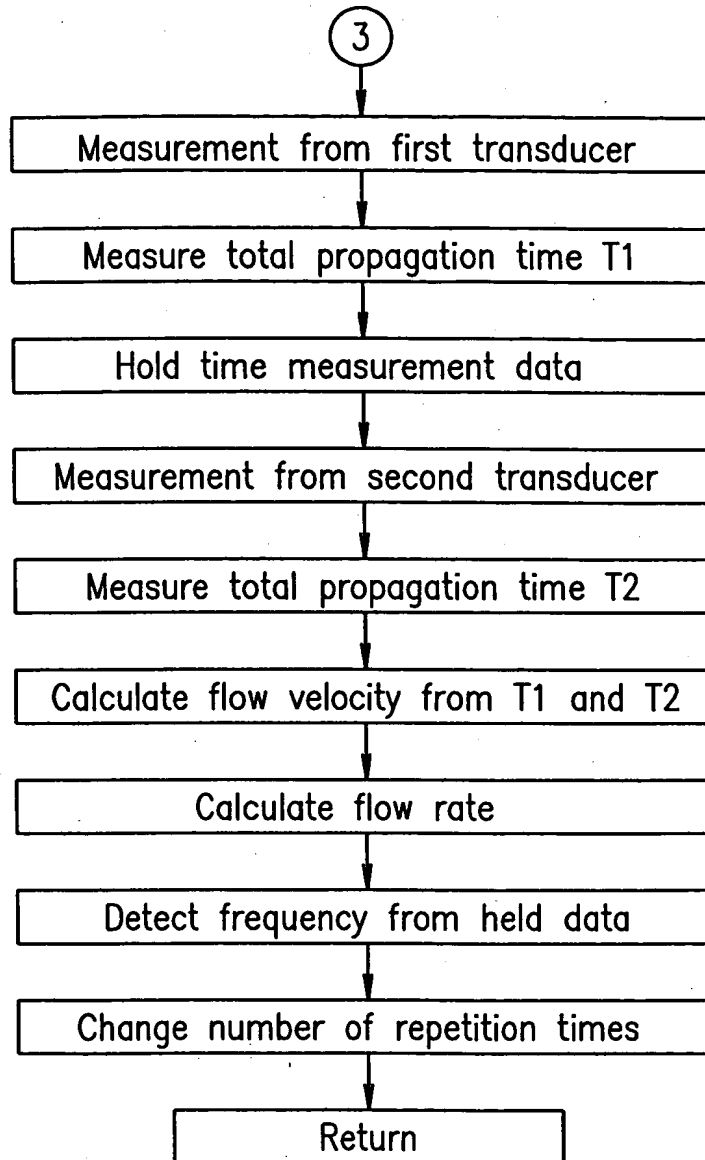 3
Measurement from first transducer
Measure total propagation time T1
Hold time measurement data
Measurement from second transducer
Measure total propagation time T2
Calculate flow velocity from T1 and T2
Calculate flow rate
Detect frequency from held data
Change number of repetition times
Return